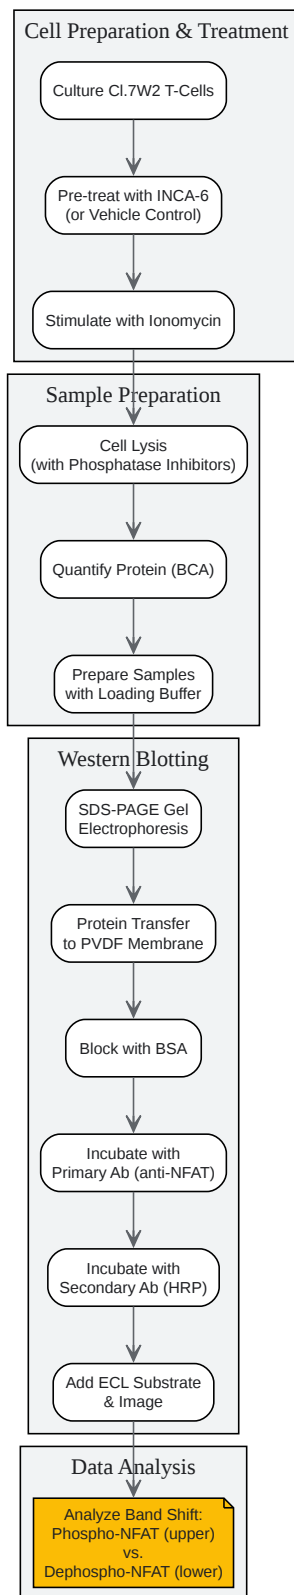 Cell Preparation & Treatment
Culture Cl.7W2 T-Cells
Pre-treat with INCA-6
(or Vehicle Control)
Stimulate with Ionomycin
Sample Preparation
Cell Lysis
(with Phosphatase Inhibitors)
Quantify Protein (BCA)
Prepare Samples
with Loading Buffer
Western Blotting
SDS-PAGE Gel
Electrophoresis
Protein Transfer
to PVDF Membrane
Block with BSA
Incubate with
Primary Ab (anti-NFAT)
Incubate with
Secondary Ab (HRP)
Add ECL Substrate
& Image
Data Analysis
Analyze Band Shift:
Phospho-NFAT (upper)
vs.
Dephospho-NFAT (lower)